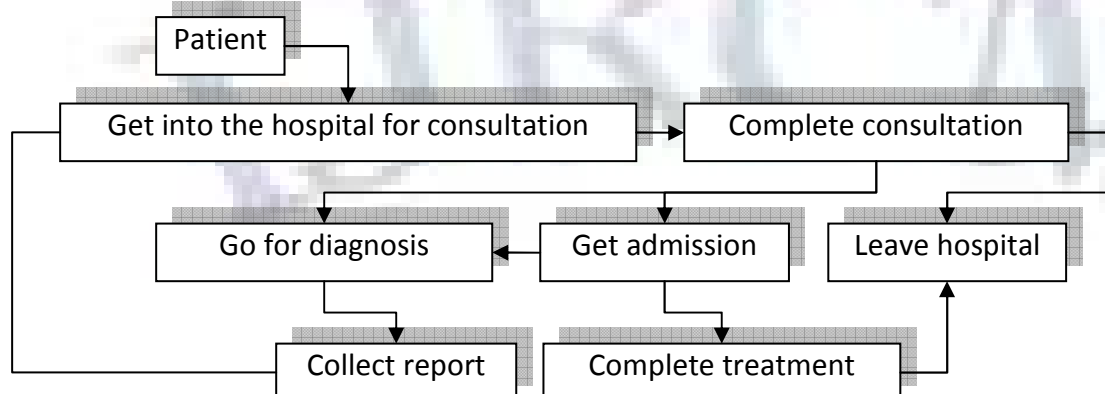 Patient
Get into the hospital for consultation
Complete consultation
Go for diagnosis
Get admission
Leave hospital
Collect report
Complete treatment